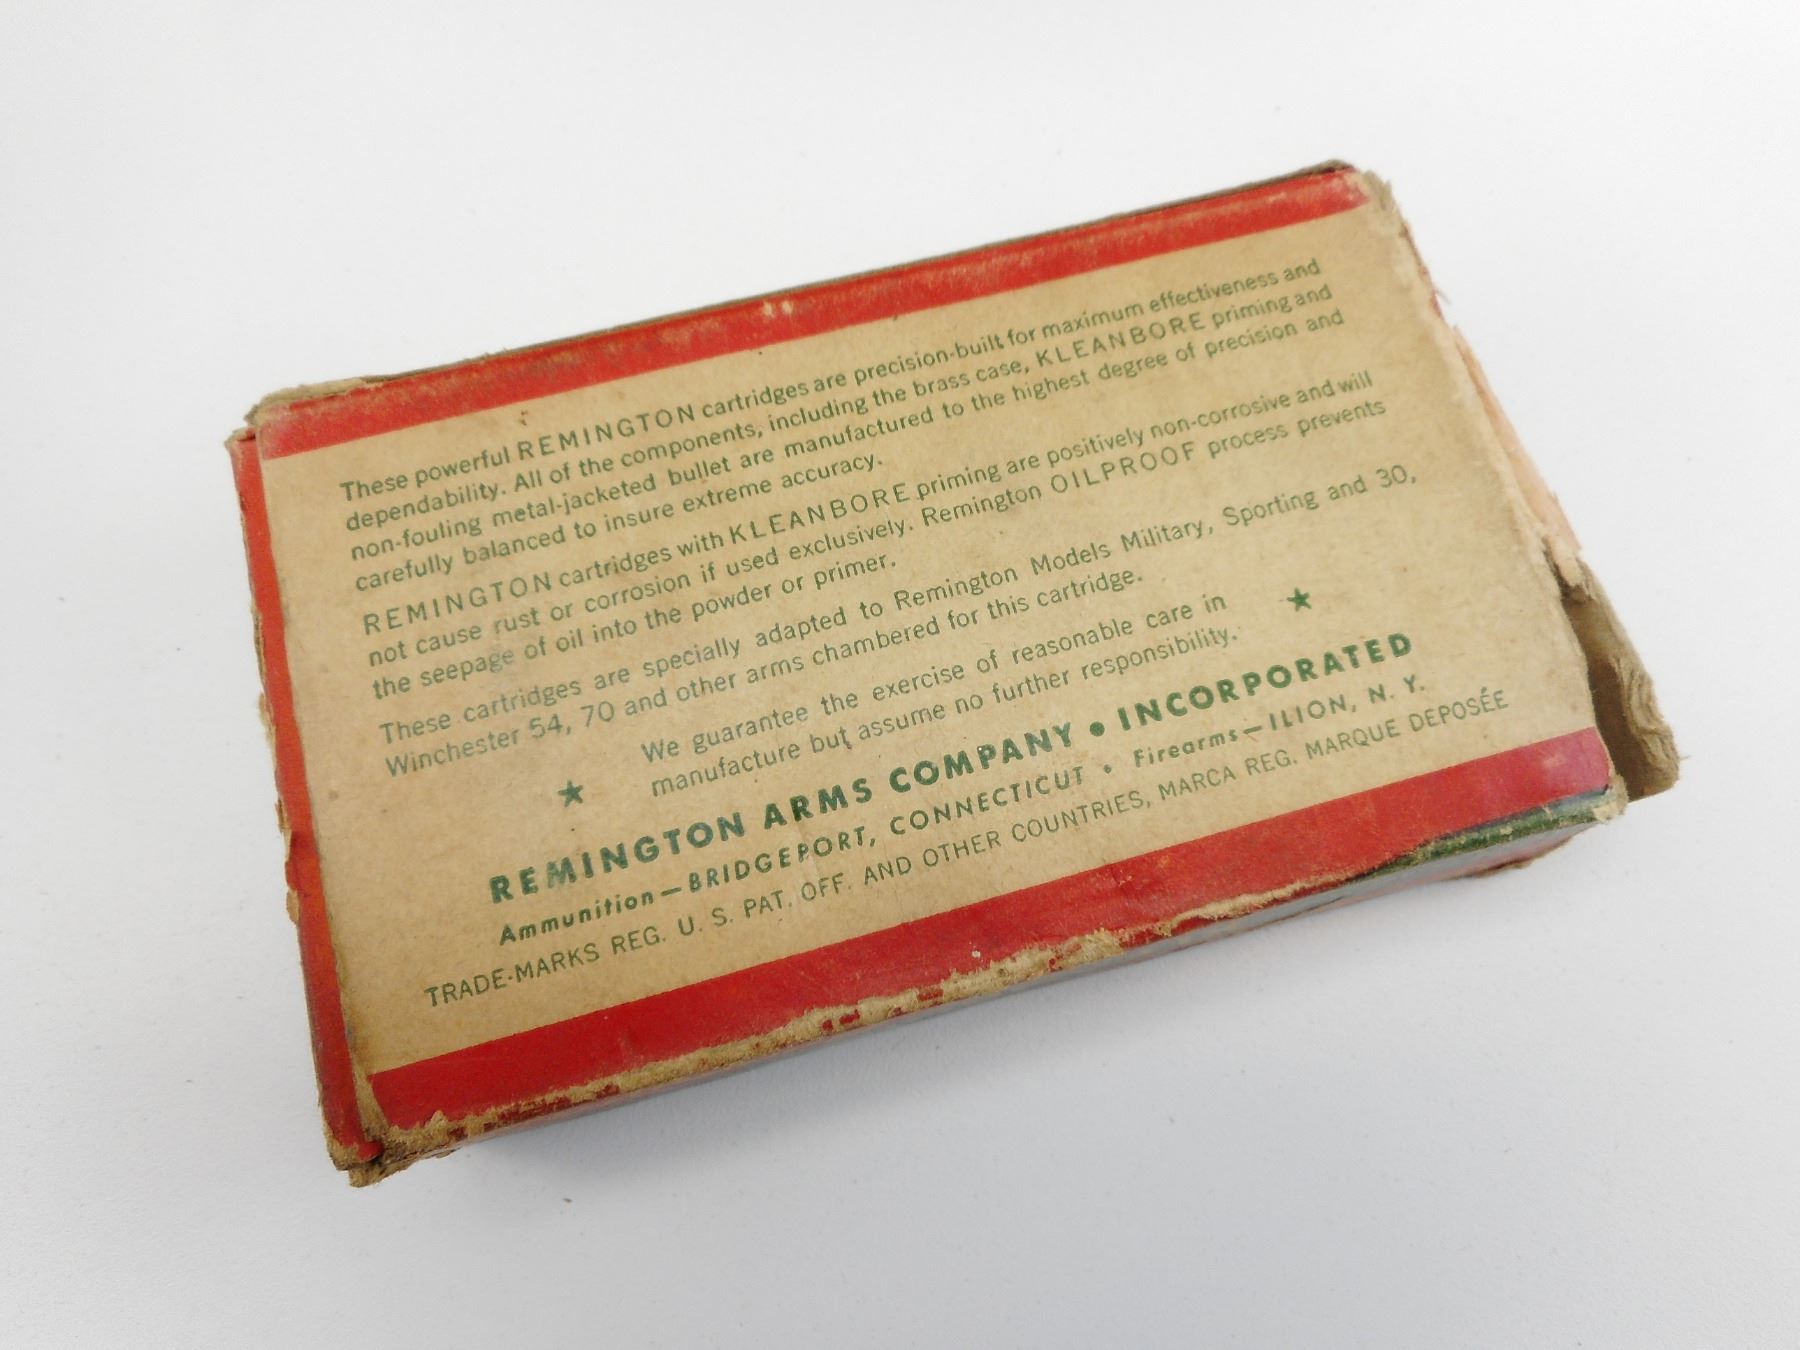 These powerful REMINGTON cartridges are precision-built for maximum effectiveness and
dependability. All of the components, including the brass case, KLEANBORE priming and
non-fouling metal-jacketed bullet are manufactured to the highest degree of precision and
carefully balanced to insure extreme accuracy.
REMINGTON cartridges with KLEANBORE priming are positively non-corrosive and will
not cause rust or corrosion if used exclusively. Remington OILPROOF process prevents
the seepage of oil into the powder or primer.
These cartridges are specially adapted to Remington Models Military, Sporting and 30,
Winchester 54, 70 and other arms chambered for this cartridge.
We guarantee the exercise of reasonable care in
manufacture but assume no further responsibility.
REMINGTON ARMS COMPANY • INCORPORATED
Ammunition—BRIDGEPORT, CONNECTICUT • Firearms—ILION, N. Y.
TRADE-MARKS REG. U. S. PAT. OFF. AND OTHER COUNTRIES, MARCA REG. MARQUE DEPOSÉE